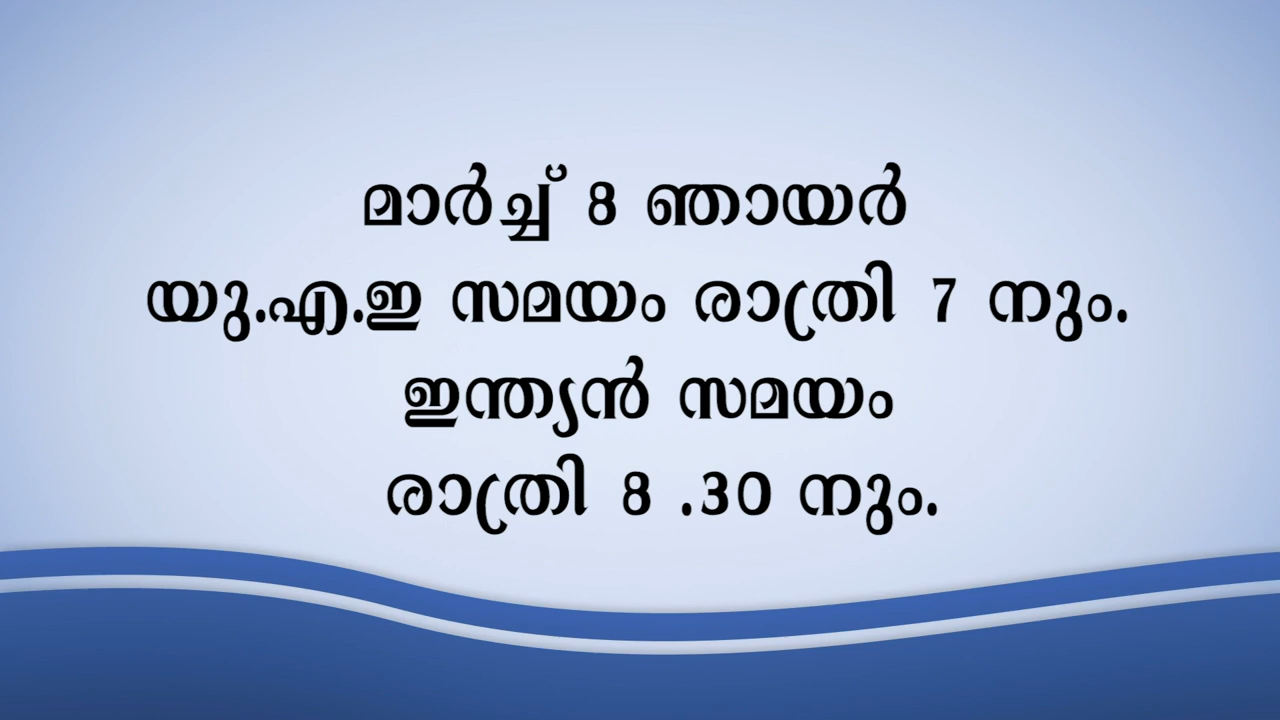 മാർച്ച് 8 ഞായർ
യു.എ.ഇ സമയം രാത്രി 7 നും.
ഇന്ത്യൻ സമയം
രാത്രി 8 .30 നും.